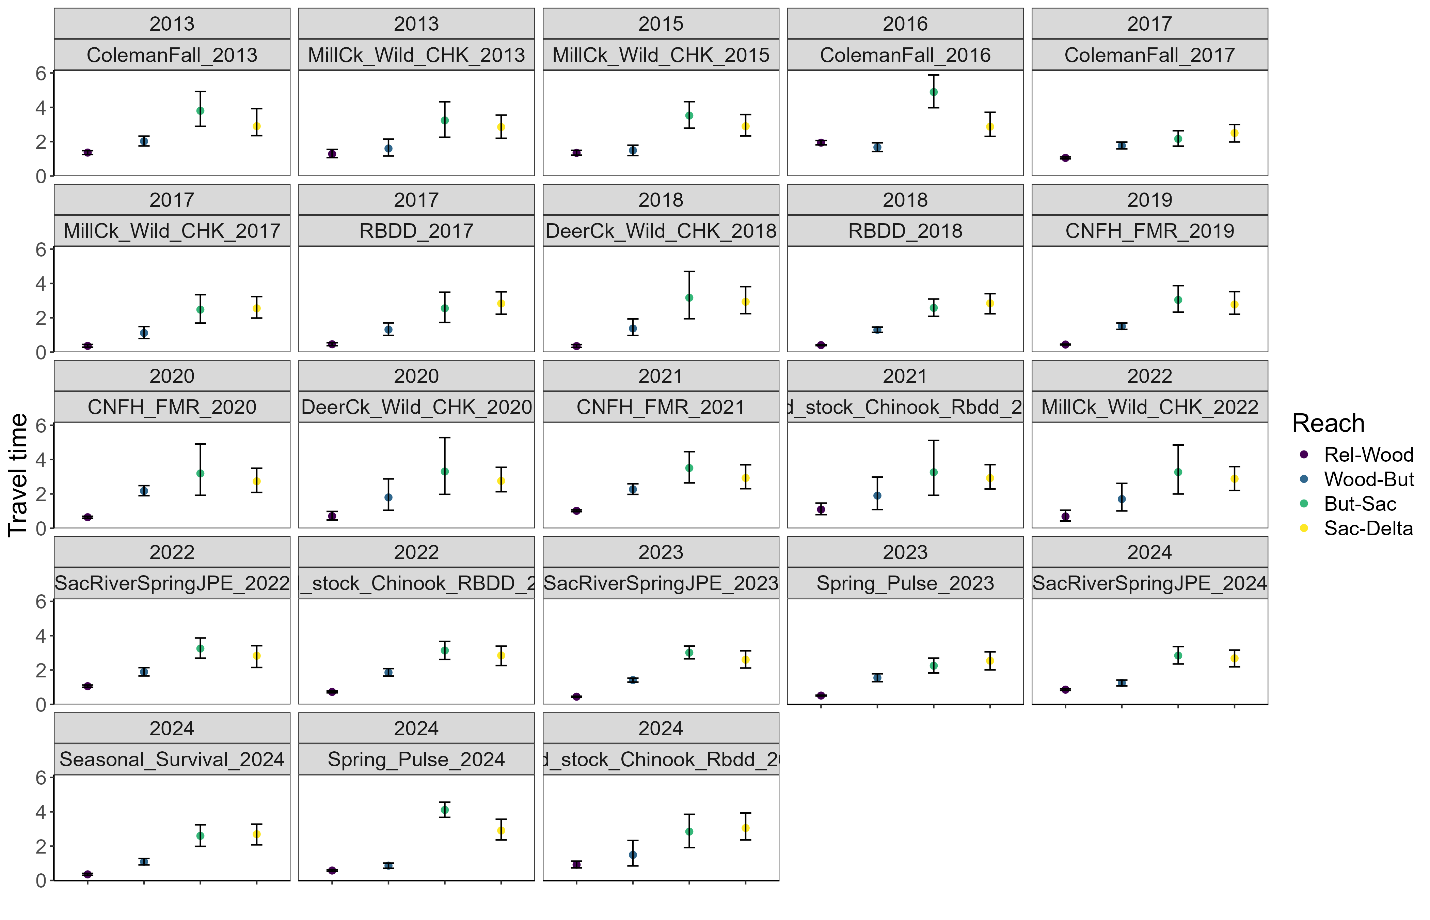 2013 2013 2015 2016 2017
ColemanFall_2013 MillCk_Wild_CHK_2013 MillCk_Wild_CHK_2015 ColemanFall_2016 ColemanFall_2017
6
4
2
0
2017 2017 2018 2018 2019
MillCk_Wild_CHK_2017 RBDD_2017 DeerCk_Wild_CHK_2018 RBDD_2018 CNFH_FMR_2019
6
4
2
0
2020 2020 2021 2021 2022
CNFH_FMR_2020 DeerCk_Wild_CHK_2020 CNFH_FMR_2021 d_stock_Chinook_Rbdd_2 MillCk_Wild_CHK_2022
6
4
2
0
Travel time
2022 2022 2023 2023 2024
SacRiverSpringJPE_2022 _stock_Chinook_RBDD_2 SacRiverSpringJPE_2023 Spring_Pulse_2023 SacRiverSpringJPE_2024
6
4
2
0
2024 2024 2024
Seasonal_Survival_2024 Spring_Pulse_2024 d_stock_Chinook_Rbdd_20
6
4
2
0
Reach
Rel-Wood
Wood-But
But-Sac
Sac-Delta